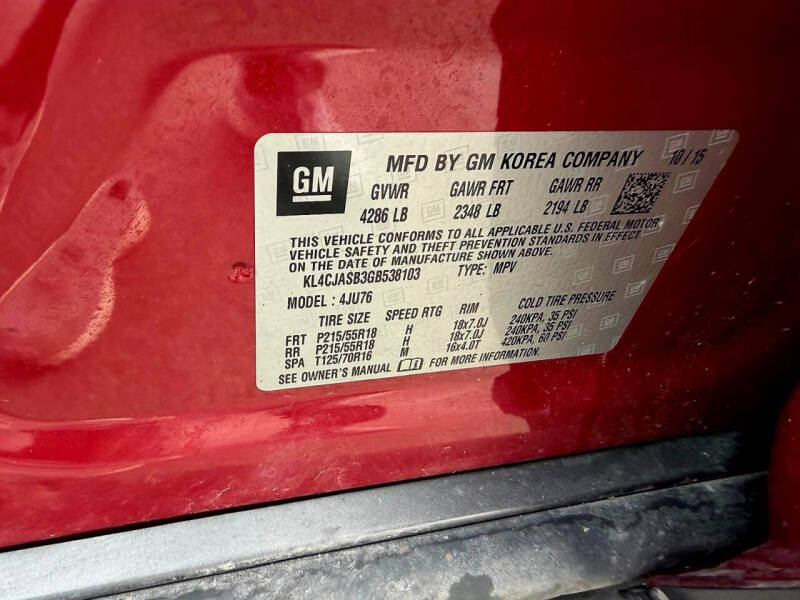 GM MFD BY GM KOREA COMPANY 10/15
GVWR GAWR FRT GAWR RR
4286 LB 2348 LB 2194 LB
THIS VEHICLE CONFORMS TO ALL APPLICABLE U.S. FEDERAL MOTOR
VEHICLE SAFETY AND THEFT PREVENTION STANDARDS IN EFFECT
ON THE DATE OF MANUFACTURE SHOWN ABOVE.
KL4CJASB3GB538103 TYPE: MPV
MODEL: 4JU76
TIRE SIZE SPEED RTG RIM COLD TIRE PRESSURE
FRT P215/55R18 H 18x7.0J 240KPA, 35 PSI
RR P215/55R18 H 18x7.0J 240KPA, 35 PSI
SPA T125/70R16 M 16x4.0T 420KPA, 60 PSI
SEE OWNER'S MANUAL FOR MORE INFORMATION.